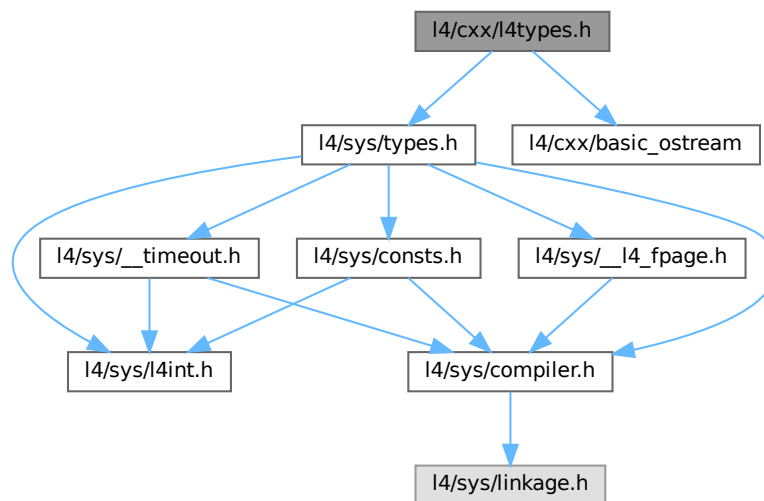 l4/cxx/l4types.h
l4/sys/types.h
l4/cxx/basic_ostream
l4/sys/__timeout.h
l4/sys/consts.h
l4/sys/__l4_fpage.h
l4/sys/l4int.h
l4/sys/compiler.h
l4/sys/linkage.h